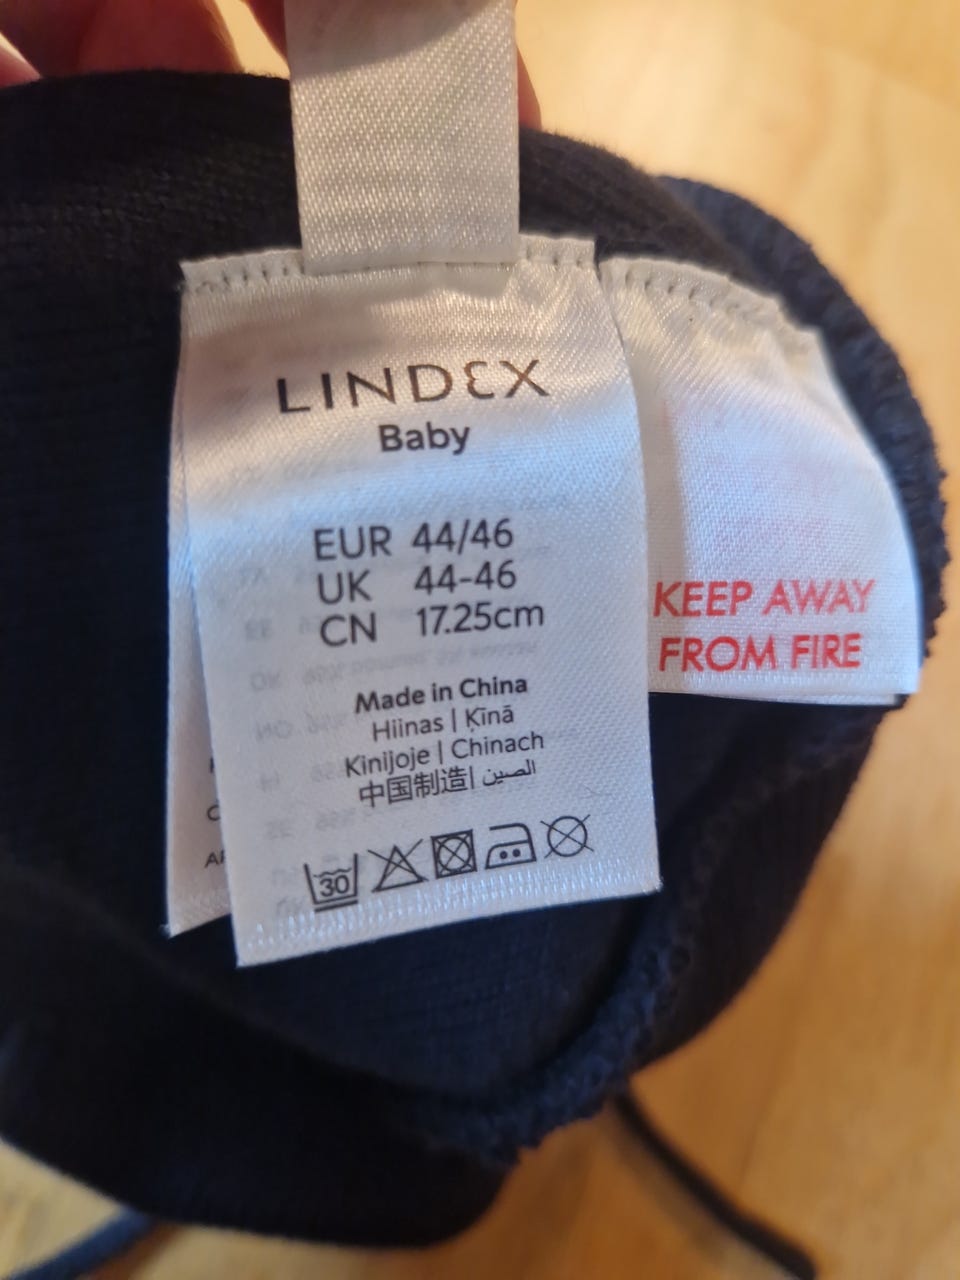 LINDEX
Baby
EUR 44/46
UK 44-46
CN 17.25cm
Made in China
Hiinas | Ķīnā
Kinijoje | Chinach
中国制造| الصين
30
KEEP AWAY
FROM FIRE